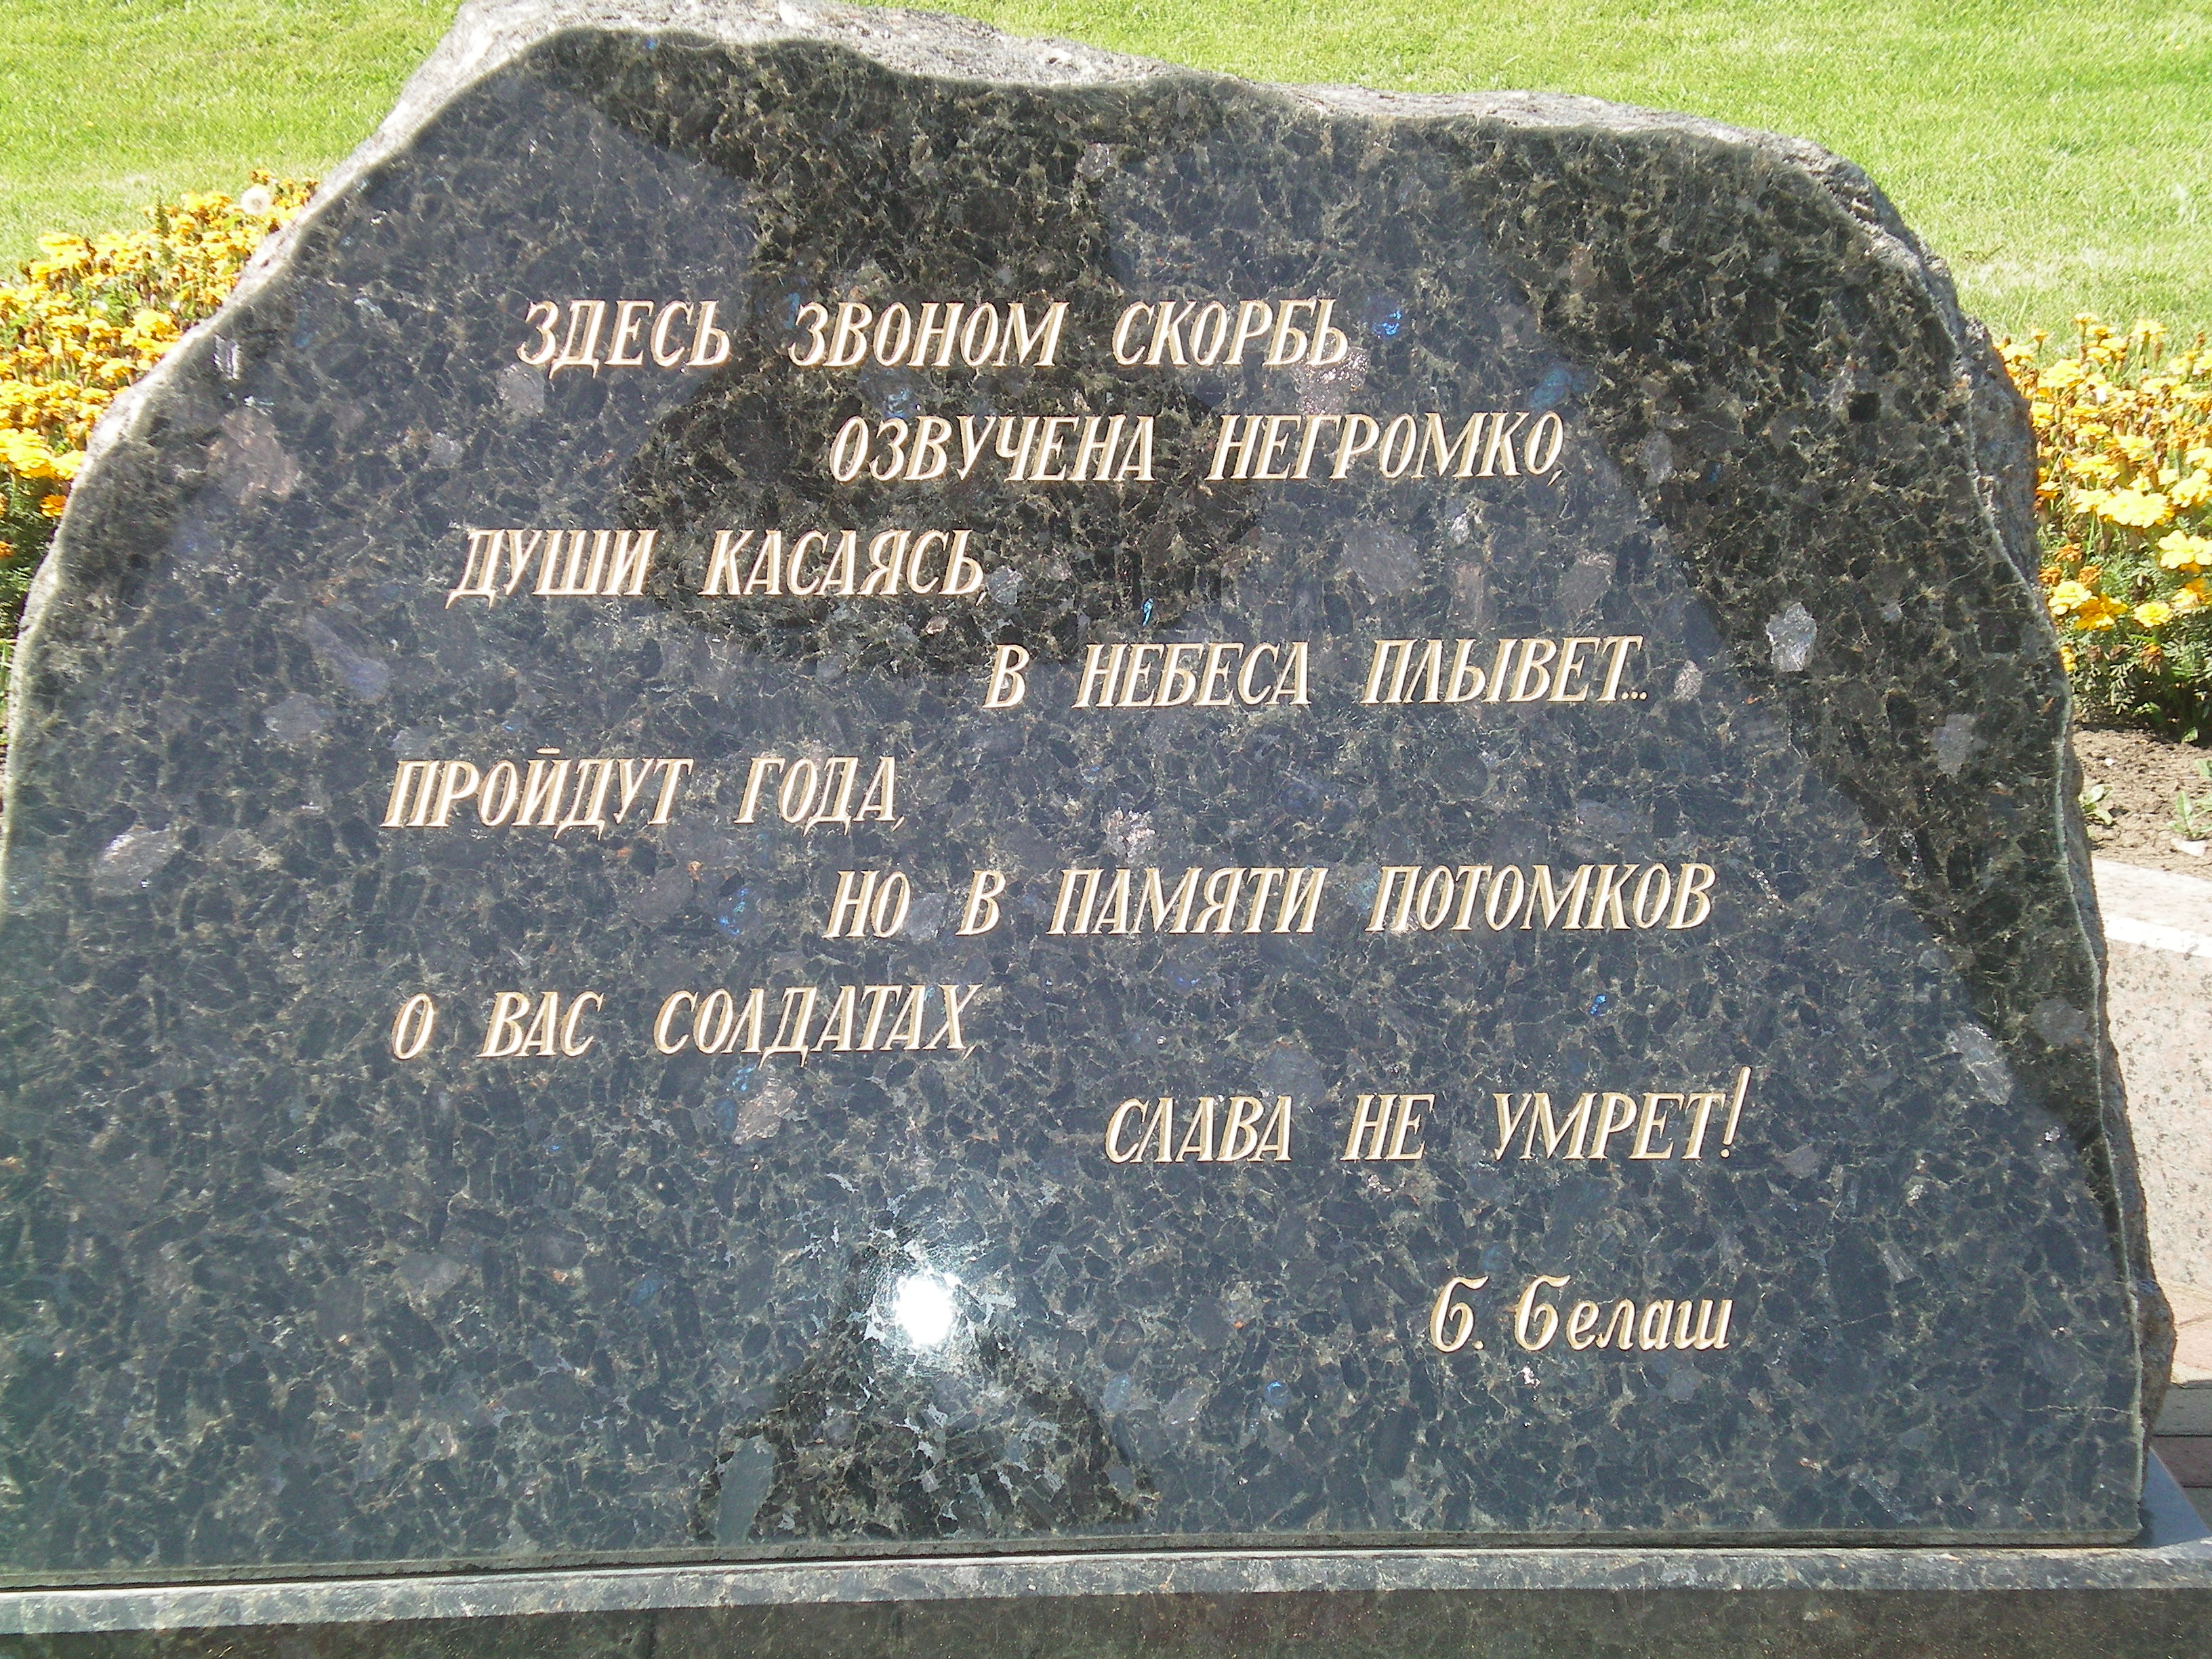 ЗДЕСЬ ЗВОНОМ СКОРБЬ
ОЗВУЧЕНА НЕГРОМКО,
ДУШИ КАСАЯСЬ,
В НЕБЕСА ПЛЫВЕТ...
ПРОЙДУТ ГОДА,
НО В ПАМЯТИ ПОТОМКОВ
О ВАС СОЛДАТАХ,
СЛАВА НЕ УМРЕТ!
Б. Белаш